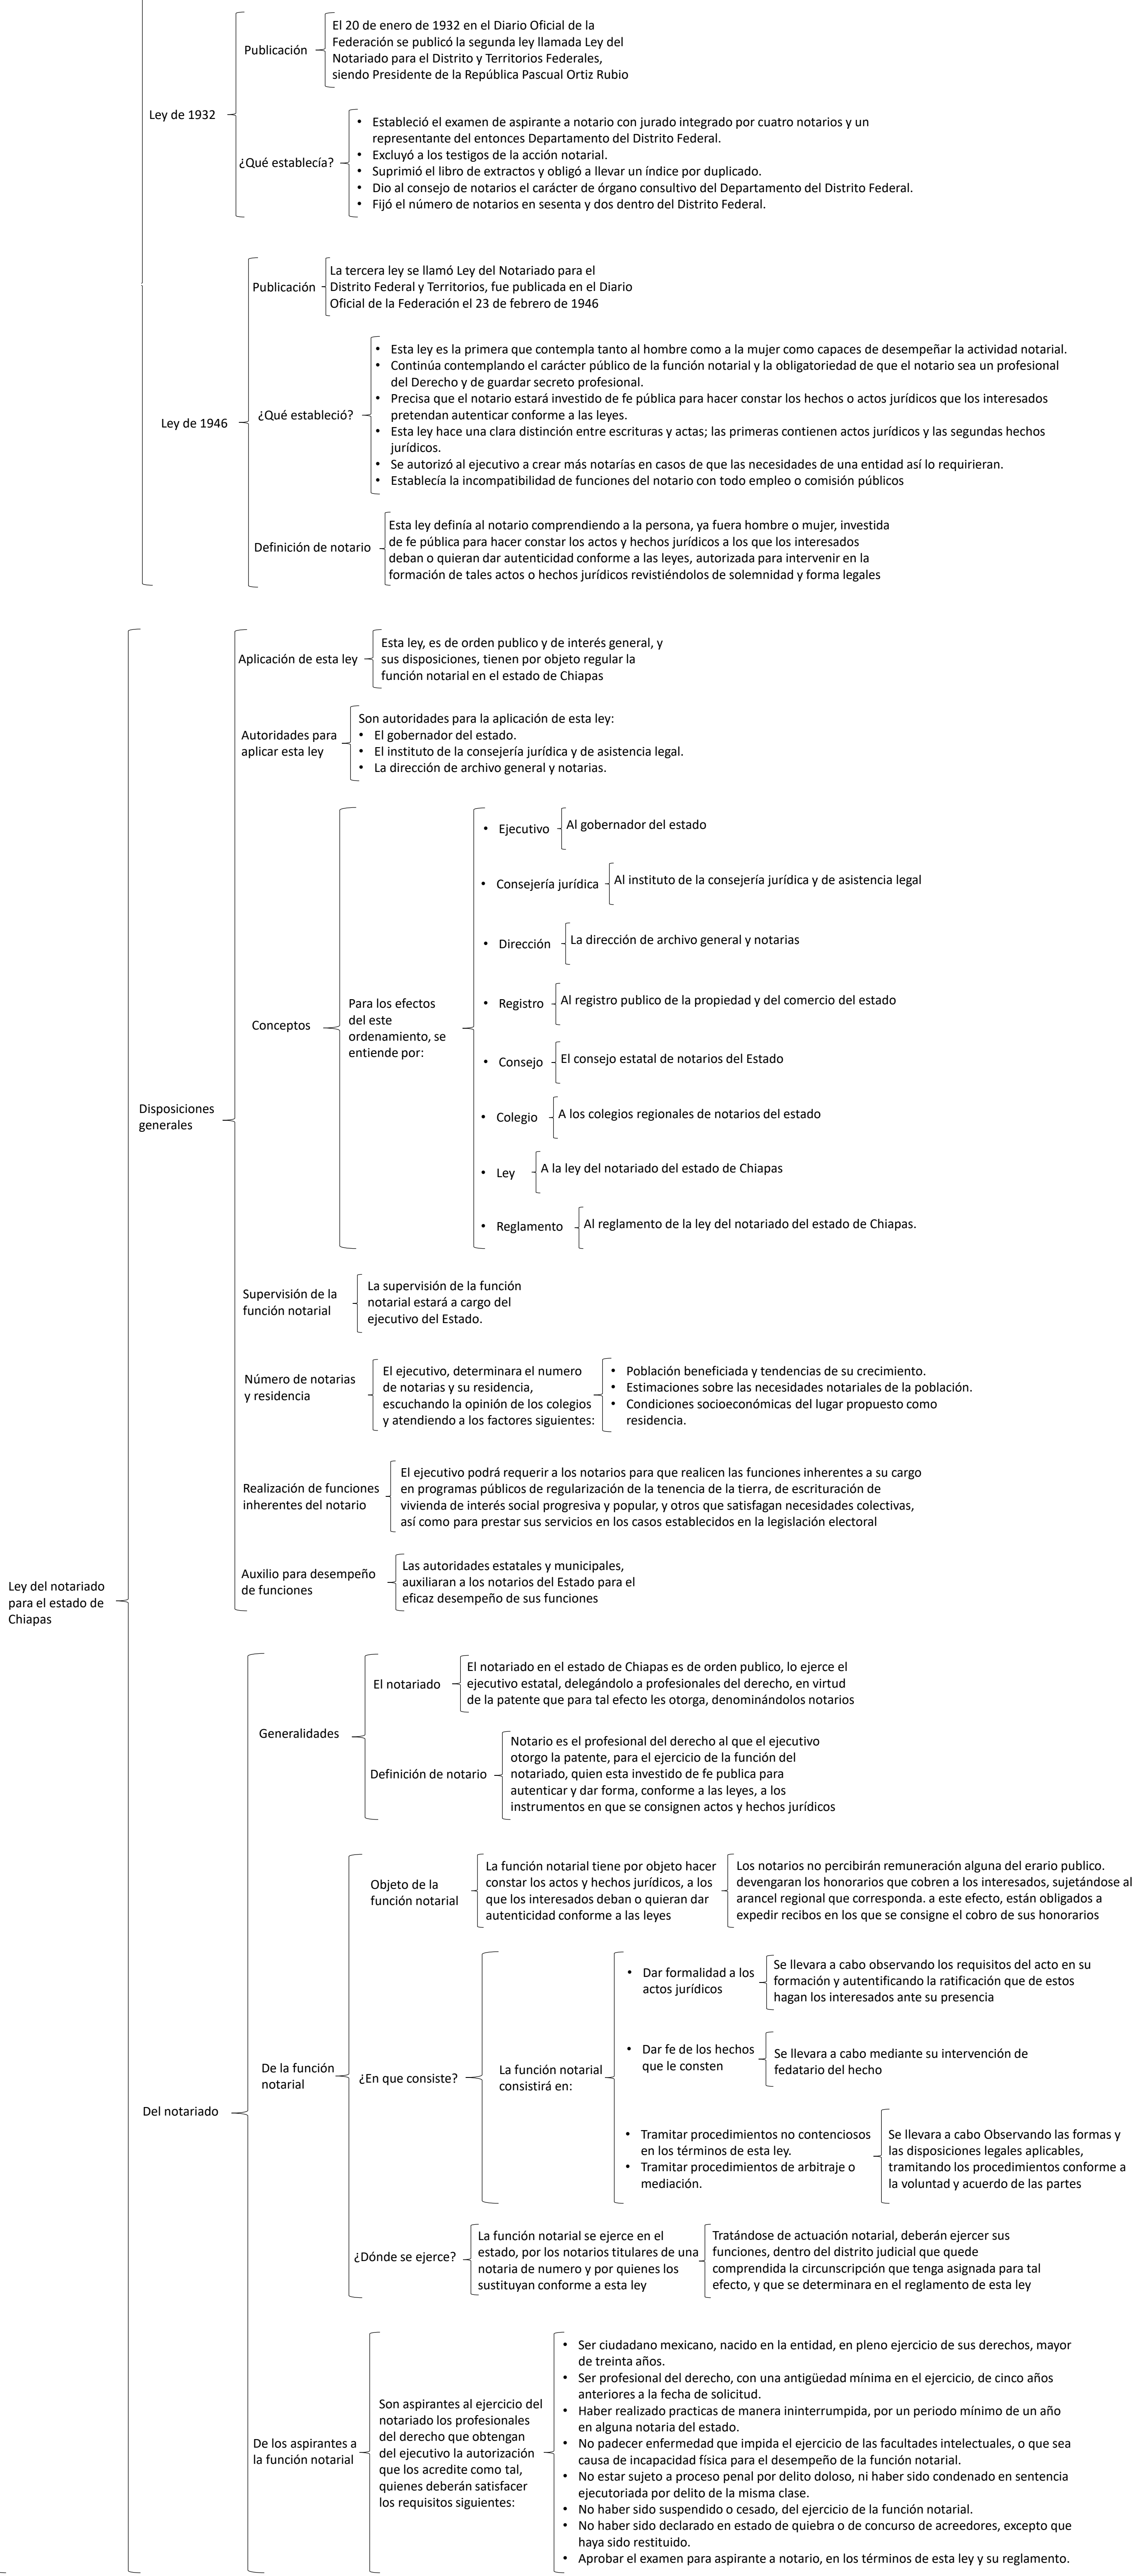 Ley de 1932
Publicación
El 20 de enero de 1932 en el Diario Oficial de la
Federación se publicó la segunda ley llamada Ley del
Notariado para el Distrito y Territorios Federales,
siendo Presidente de la República Pascual Ortiz Rubio
¿Qué establecía?
• Estableció el examen de aspirante a notario con jurado integrado por cuatro notarios y un
representante del entonces Departamento del Distrito Federal.
• Excluyó a los testigos de la acción notarial.
• Suprimió el libro de extractos y obligó a llevar un índice por duplicado.
• Dio al consejo de notarios el carácter de órgano consultivo del Departamento del Distrito Federal.
• Fijó el número de notarios en sesenta y dos dentro del Distrito Federal.
Ley de 1946
Publicación
La tercera ley se llamó Ley del Notariado para el
Distrito Federal y Territorios, fue publicada en el Diario
Oficial de la Federación el 23 de febrero de 1946
¿Qué estableció?
• Esta ley es la primera que contempla tanto al hombre como a la mujer como capaces de desempeñar la actividad notarial.
• Continúa contemplando el carácter público de la función notarial y la obligatoriedad de que el notario sea un profesional
del Derecho y de guardar secreto profesional.
• Precisa que el notario estará investido de fe pública para hacer constar los hechos o actos jurídicos que los interesados
pretendan autenticar conforme a las leyes.
• Esta ley hace una clara distinción entre escrituras y actas; las primeras contienen actos jurídicos y las segundas hechos
jurídicos.
• Se autorizó al ejecutivo a crear más notarías en casos de que las necesidades de una entidad así lo requirieran.
• Establecía la incompatibilidad de funciones del notario con todo empleo o comisión públicos
Definición de notario
Esta ley definía al notario comprendiendo a la persona, ya fuera hombre o mujer, investida
de fe pública para hacer constar los actos y hechos jurídicos a los que los interesados
deban o quieran dar autenticidad conforme a las leyes, autorizada para intervenir en la
formación de tales actos o hechos jurídicos revistiéndolos de solemnidad y forma legales
Ley del notariado
para el estado de
Chiapas
Disposiciones
generales
Aplicación de esta ley
Esta ley, es de orden publico y de interés general, y
sus disposiciones, tienen por objeto regular la
función notarial en el estado de Chiapas
Autoridades para
aplicar esta ley
Son autoridades para la aplicación de esta ley:
• El gobernador del estado.
• El instituto de la consejería jurídica y de asistencia legal.
• La dirección de archivo general y notarias.
Conceptos
Para los efectos
del este
ordenamiento, se
entiende por:
• Ejecutivo
Al gobernador del estado
• Consejería jurídica
Al instituto de la consejería jurídica y de asistencia legal
• Dirección
La dirección de archivo general y notarias
• Registro
Al registro publico de la propiedad y del comercio del estado
• Consejo
El consejo estatal de notarios del Estado
• Colegio
A los colegios regionales de notarios del estado
• Ley
A la ley del notariado del estado de Chiapas
• Reglamento
Al reglamento de la ley del notariado del estado de Chiapas.
Supervisión de la
función notarial
La supervisión de la función
notarial estará a cargo del
ejecutivo del Estado.
Número de notarias
y residencia
El ejecutivo, determinara el numero
de notarias y su residencia,
escuchando la opinión de los colegios
y atendiendo a los factores siguientes:
• Población beneficiada y tendencias de su crecimiento.
• Estimaciones sobre las necesidades notariales de la población.
• Condiciones socioeconómicas del lugar propuesto como
residencia.
Realización de funciones
inherentes del notario
El ejecutivo podrá requerir a los notarios para que realicen las funciones inherentes a su cargo
en programas públicos de regularización de la tenencia de la tierra, de escrituración de
vivienda de interés social progresiva y popular, y otros que satisfagan necesidades colectivas,
así como para prestar sus servicios en los casos establecidos en la legislación electoral
Auxilio para desempeño
de funciones
Las autoridades estatales y municipales,
auxiliaran a los notarios del Estado para el
eficaz desempeño de sus funciones
Del notariado
Generalidades
El notariado
El notariado en el estado de Chiapas es de orden publico, lo ejerce el
ejecutivo estatal, delegándolo a profesionales del derecho, en virtud
de la patente que para tal efecto les otorga, denominándolos notarios
Definición de notario
Notario es el profesional del derecho al que el ejecutivo
otorgo la patente, para el ejercicio de la función del
notariado, quien esta investido de fe publica para
autenticar y dar forma, conforme a las leyes, a los
instrumentos en que se consignen actos y hechos jurídicos
De la función
notarial
Objeto de la
función notarial
La función notarial tiene por objeto hacer
constar los actos y hechos jurídicos, a los
que los interesados deban o quieran dar
autenticidad conforme a las leyes
Los notarios no percibirán remuneración alguna del erario publico.
devengaran los honorarios que cobren a los interesados, sujetándose al
arancel regional que corresponda. a este efecto, están obligados a
expedir recibos en los que se consigne el cobro de sus honorarios
¿En que consiste?
La función notarial
consistirá en:
• Dar formalidad a los
actos jurídicos
Se llevara a cabo observando los requisitos del acto en su
formación y autentificando la ratificación que de estos
hagan los interesados ante su presencia
• Dar fe de los hechos
que le consten
Se llevara a cabo mediante su intervención de
fedatario del hecho
• Tramitar procedimientos no contenciosos
en los términos de esta ley.
• Tramitar procedimientos de arbitraje o
mediación.
Se llevara a cabo Observando las formas y
las disposiciones legales aplicables,
tramitando los procedimientos conforme a
la voluntad y acuerdo de las partes
¿Dónde se ejerce?
La función notarial se ejerce en el
estado, por los notarios titulares de una
notaria de numero y por quienes los
sustituyan conforme a esta ley
Tratándose de actuación notarial, deberán ejercer sus
funciones, dentro del distrito judicial que quede
comprendida la circunscripción que tenga asignada para tal
efecto, y que se determinara en el reglamento de esta ley
De los aspirantes a
la función notarial
Son aspirantes al ejercicio del
notariado los profesionales
del derecho que obtengan
del ejecutivo la autorización
que los acredite como tal,
quienes deberán satisfacer
los requisitos siguientes:
• Ser ciudadano mexicano, nacido en la entidad, en pleno ejercicio de sus derechos, mayor
de treinta años.
• Ser profesional del derecho, con una antigüedad mínima en el ejercicio, de cinco años
anteriores a la fecha de solicitud.
• Haber realizado practicas de manera ininterrumpida, por un periodo mínimo de un año
en alguna notaria del estado.
• No padecer enfermedad que impida el ejercicio de las facultades intelectuales, o que sea
causa de incapacidad física para el desempeño de la función notarial.
• No estar sujeto a proceso penal por delito doloso, ni haber sido condenado en sentencia
ejecutoriada por delito de la misma clase.
• No haber sido suspendido o cesado, del ejercicio de la función notarial.
• No haber sido declarado en estado de quiebra o de concurso de acreedores, excepto que
haya sido restituido.
• Aprobar el examen para aspirante a notario, en los términos de esta ley y su reglamento.